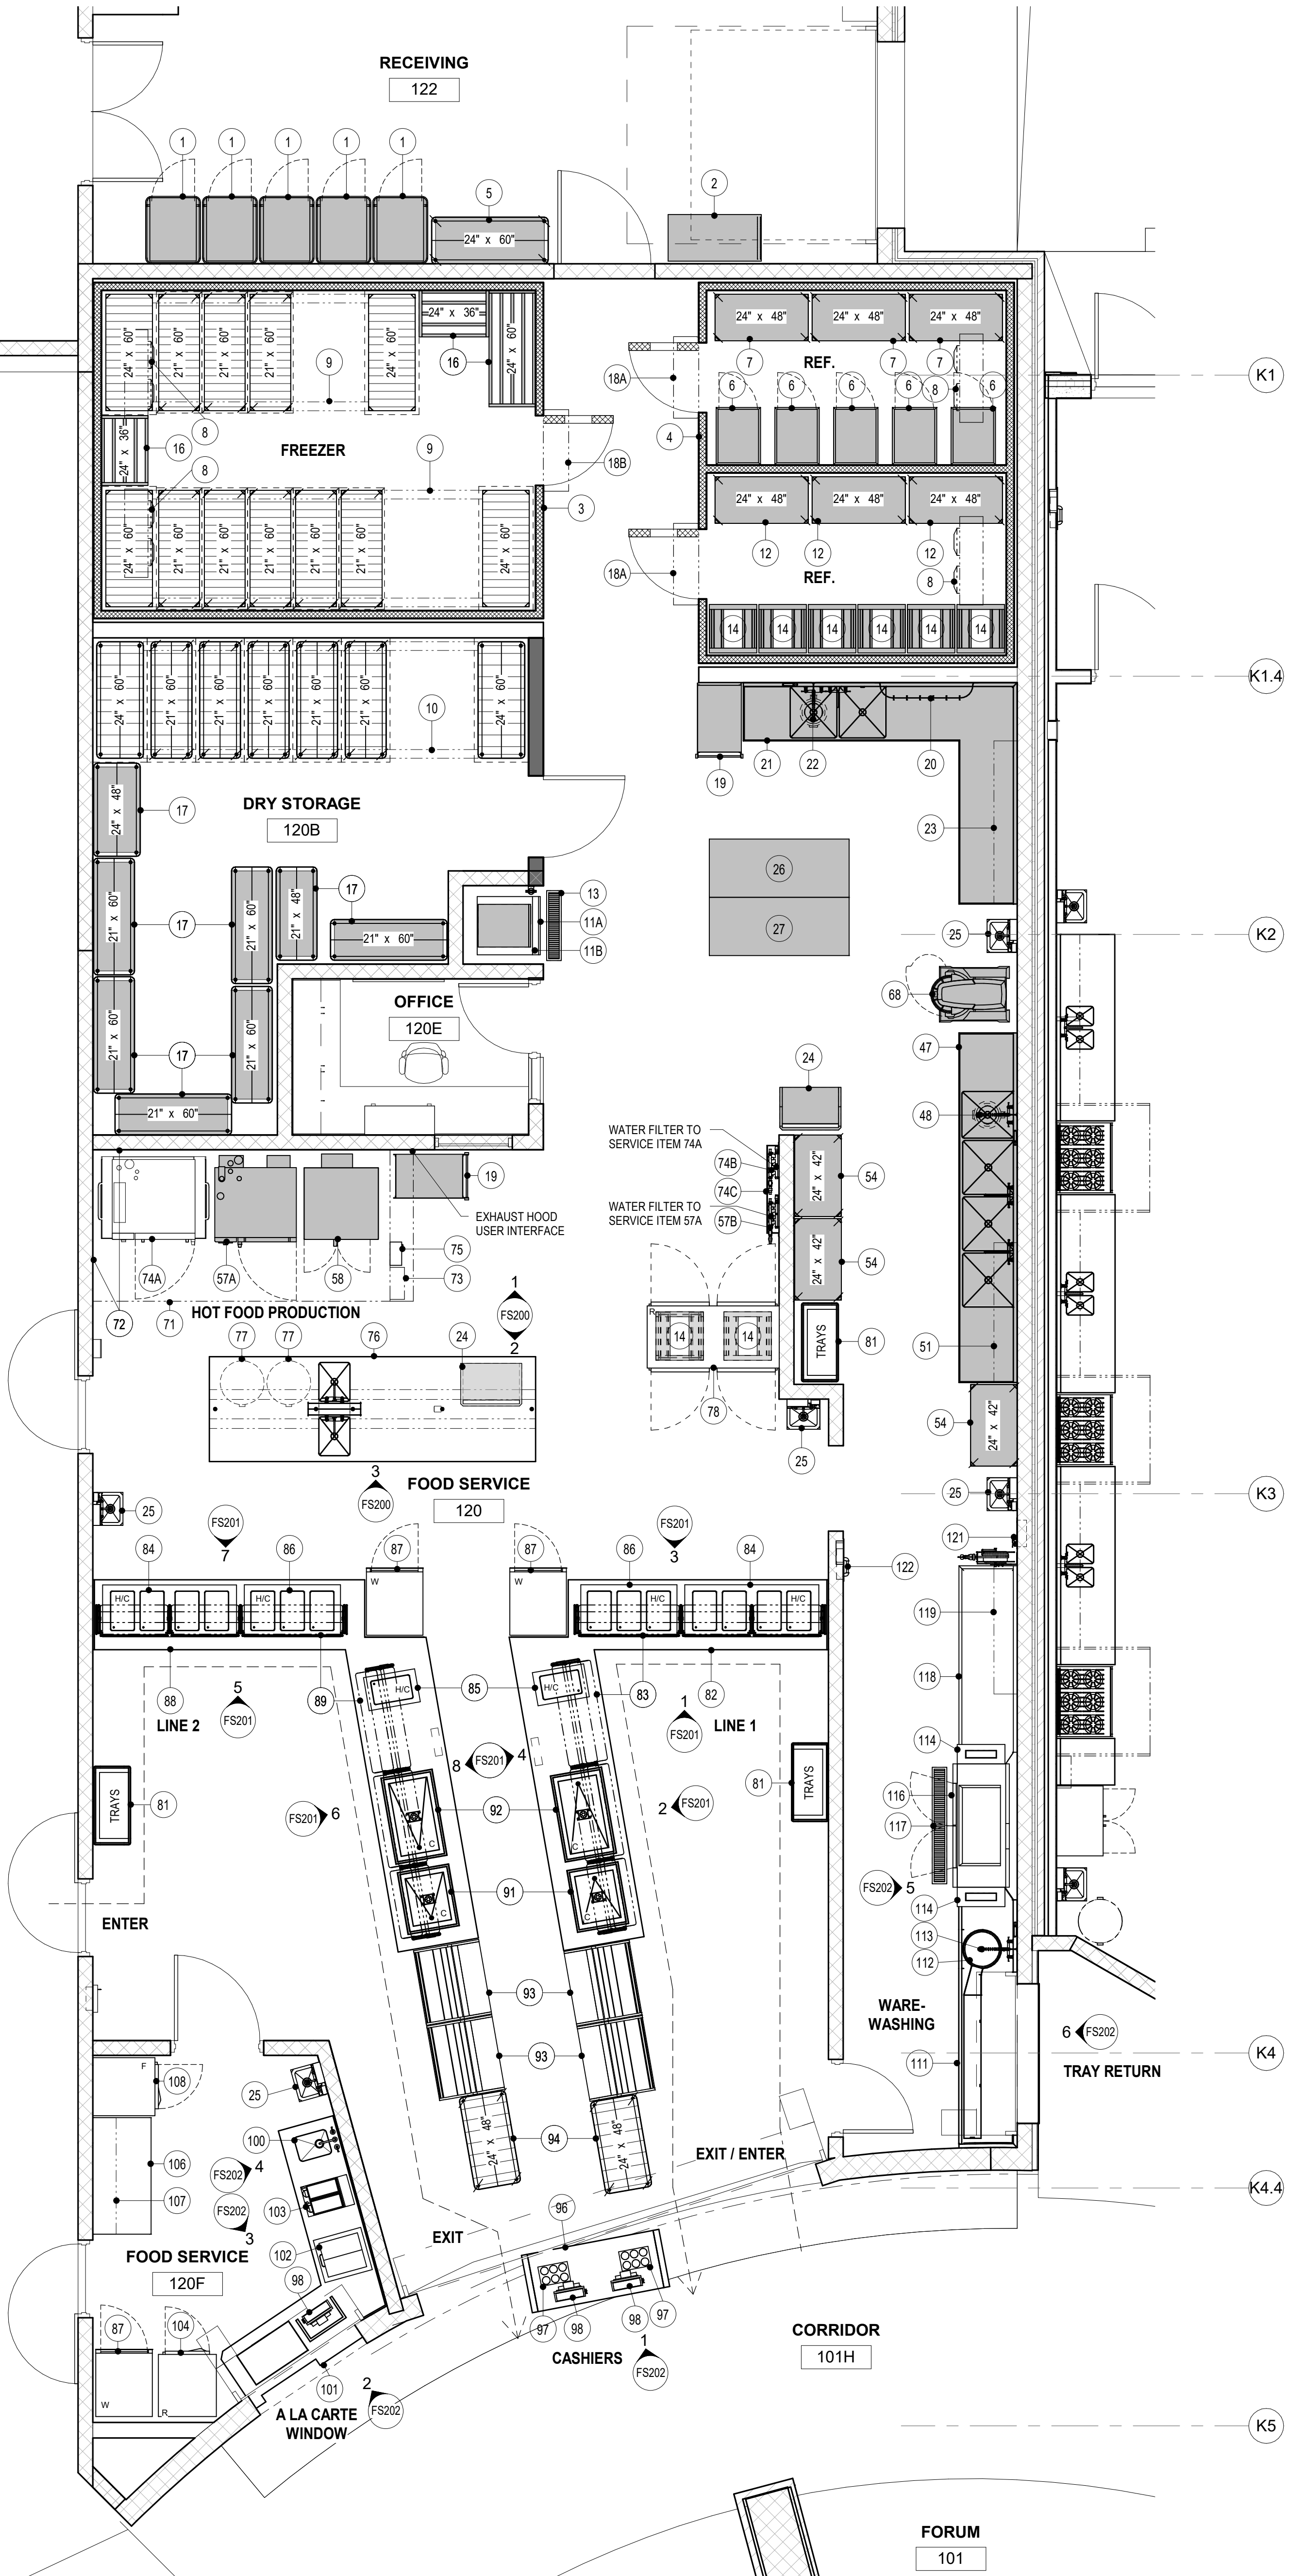 RECEIVING
122
1
1
1
1
1
5
2
24" x 60"
24" x 60"
21" x 60"
21" x 60"
21" x 60"
24" x 60"
24" x 36"
24" x 60"
9
16
8
24" x 36"
16
FREEZER
8
9
18B
3
24" x 60"
21" x 60"
21" x 60"
21" x 60"
21" x 60"
21" x 60"
24" x 60"
24" x 48"
24" x 48"
24" x 48"
7
7
7
REF.
18A
6
6
6
6
8
6
4
K1
24" x 48"
24" x 48"
24" x 48"
12
12
12
REF.
18A
8
14
14
14
14
14
14
K1.4
24" x 60"
21" x 60"
21" x 60"
21" x 60"
21" x 60"
21" x 60"
24" x 60"
10
19
21
22
20
23
DRY STORAGE
120B
24" x 48"
17
21" x 60"
17
21" x 60"
21" x 48"
17
21" x 60"
13
11A
11B
26
27
25
K2
68
OFFICE
120E
21" x 60"
17
21" x 60"
21" x 60"
24
47
48
WATER FILTER TO
SERVICE ITEM 74A
74B
74C
WATER FILTER TO
SERVICE ITEM 57A
57B
24" x 42"
54
24" x 42"
54
19
EXHAUST HOOD
USER INTERFACE
74A
57A
58
75
73
72
71
HOT FOOD PRODUCTION
1
FS200
2
77
77
76
24
R
14
14
78
TRAYS
81
51
54
24" x 42"
25
25
K3
3
FS200
FOOD SERVICE
120
25
FS201
7
FS201
3
84
86
87
87
86
84
W
W
H/C
H/C
H/C
H/C
121
122
119
118
88
89
85
83
82
H/C
H/C
5
FS201
LINE 2
1
FS201
LINE 1
8
FS201
4
114
TRAYS
81
FS201
6
92
2
FS201
TRAYS
81
116
117
C
C
FS202
5
91
114
C
C
ENTER
113
112
93
WARE-
WASHING
93
6
FS202
TRAY RETURN
111
K4
F
108
25
100
106
FS202
4
107
103
FS202
3
24" x 48"
94
24" x 48"
EXIT / ENTER
K4.4
EXIT
96
FOOD SERVICE
120F
102
98
97
98
98
97
CASHIERS
1
FS202
CORRIDOR
101H
87
104
W
R
101
2
FS202
A LA CARTE
WINDOW
K5
FORUM
101